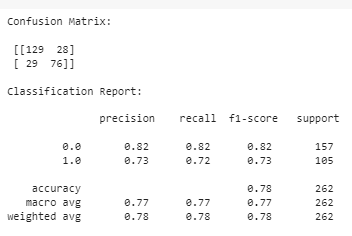 Confusion Matrix:
[[129 28]
[ 29 76]]
Classification Report:
precision recall f1-score support
0.0 0.82 0.82 0.82 157
1.0 0.73 0.72 0.73 105
accuracy 0.78 262
macro avg 0.77 0.77 0.77 262
weighted avg 0.78 0.78 0.78 262